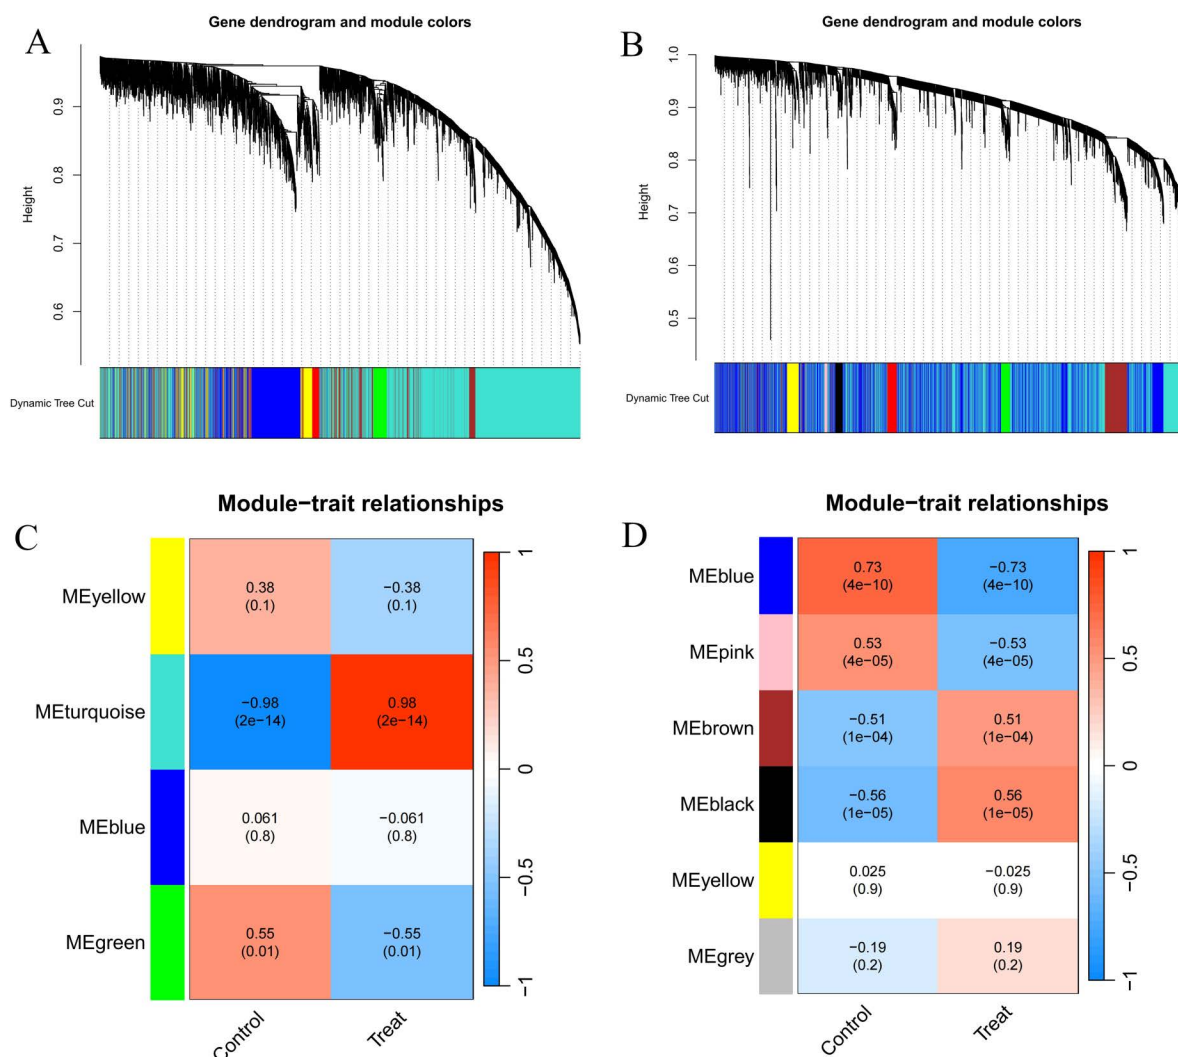 A
Gene dendrogram and module colors
Height
0.9
0.8
0.7
0.6
Dynamic Tree Cut
B
Gene dendrogram and module colors
Height
1.0
0.9
0.8
0.7
0.6
0.5
Dynamic Tree Cut
C
Module−trait relationships
MEyellow
0.38
(0.1)
−0.38
(0.1)
MEturquoise
−0.98
(2e−14)
0.98
(2e−14)
MEblue
0.061
(0.8)
−0.061
(0.8)
MEgreen
0.55
(0.01)
−0.55
(0.01)
Control
Treat
1
0.5
0
−0.5
−1
D
Module−trait relationships
MEblue
0.73
(4e−10)
−0.73
(4e−10)
MEpink
0.53
(4e−05)
−0.53
(4e−05)
MEbrown
−0.51
(1e−04)
0.51
(1e−04)
MEblack
−0.56
(1e−05)
0.56
(1e−05)
MEyellow
0.025
(0.9)
−0.025
(0.9)
MEgrey
−0.19
(0.2)
0.19
(0.2)
Control
Treat
1
0.5
0
−0.5
−1